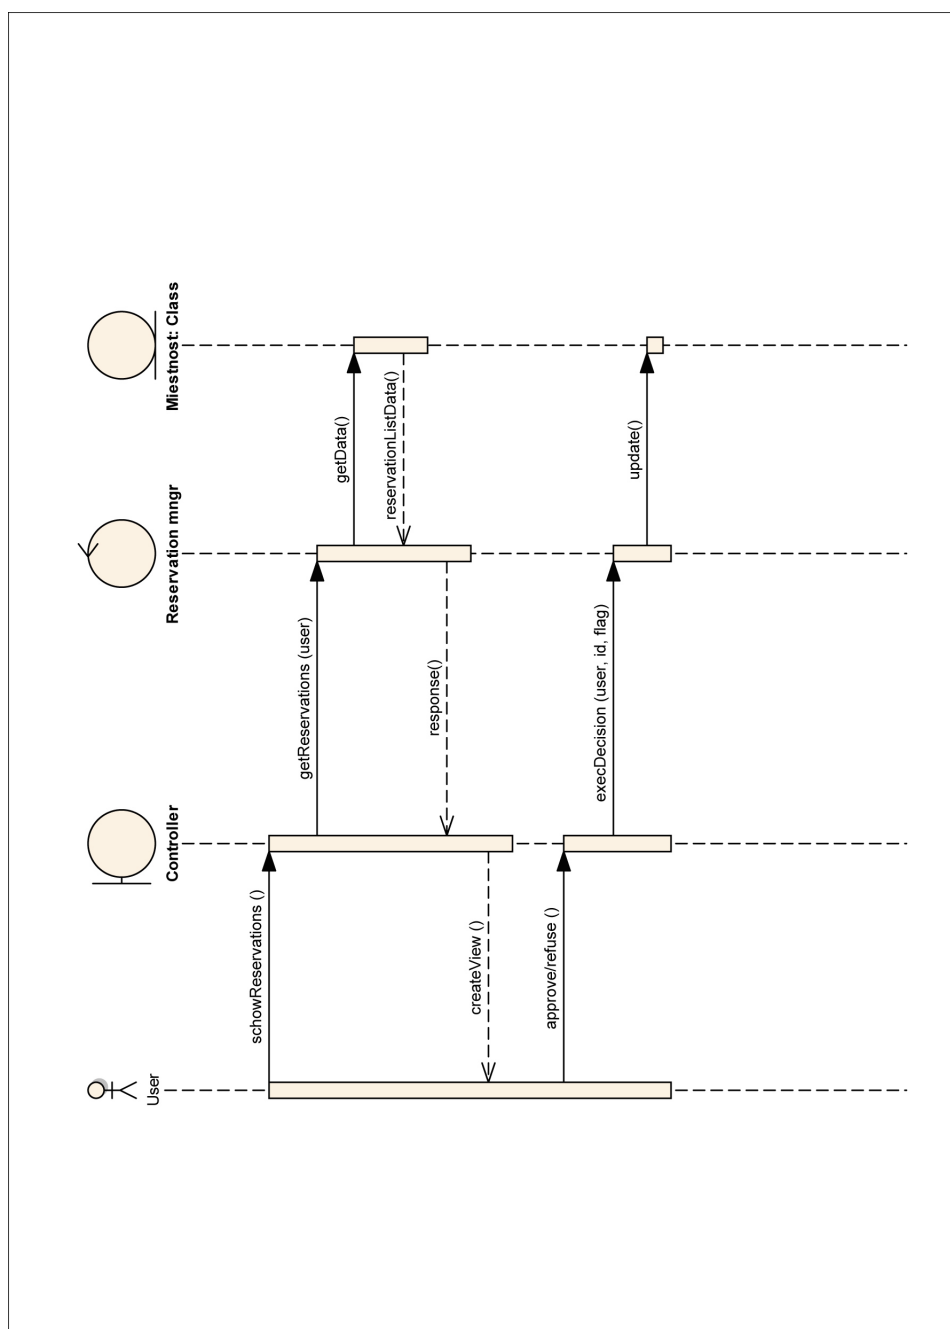 User
Controller
Reservation mngr
Miestnost: Class
schowReservations ()
getReservations (user)
getData()
reservationListData()
response()
createView ()
approve/refuse ()
execDecision (user, id, flag)
update()